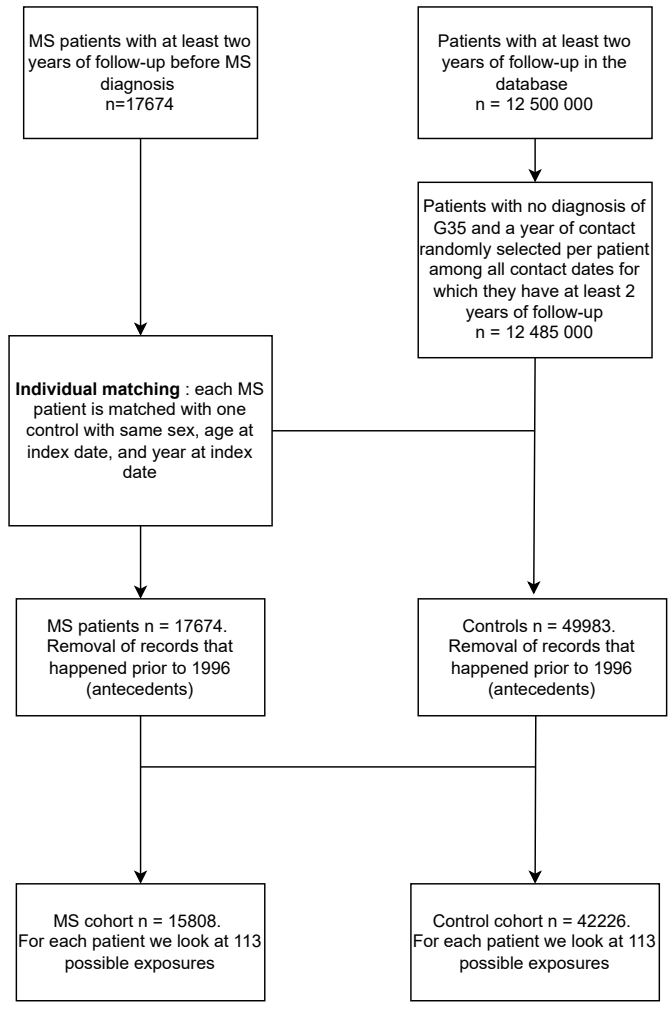 MS patients with at least two
years of follow-up before MS
diagnosis
n=17674
Patients with at least two
years of follow-up in the
database
n = 12 500 000
Patients with no diagnosis of
G35 and a year of contact
randomly selected per patient
among all contact dates for
which they have at least 2
years of follow-up
n = 12 485 000
Individual matching : each MS
patient is matched with one
control with same sex, age at
index date, and year at index
date
MS patients n = 17674.
Removal of records that
happened prior to 1996
(antecedents)
Controls n = 49983.
Removal of records that
happened prior to 1996
(antecedents)
MS cohort n = 15808.
For each patient we look at 113
possible exposures
Control cohort n = 42226.
For each patient we look at 113
possible exposures